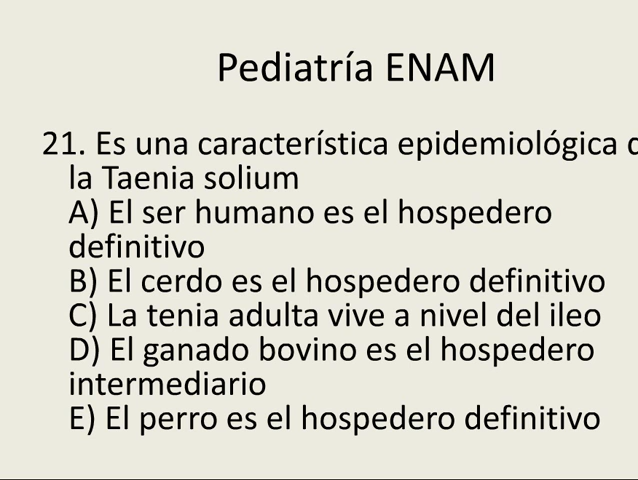 Pediatría ENAM
21. Es una característica epidemiológica
la Taenia solium
A) El ser humano es el hospedero
definitivo
B) El cerdo es el hospedero definitivo
C) La tenia adulta vive a nivel del ileo
D) El ganado bovino es el hospedero
intermediario
E) El perro es el hospedero definitivo